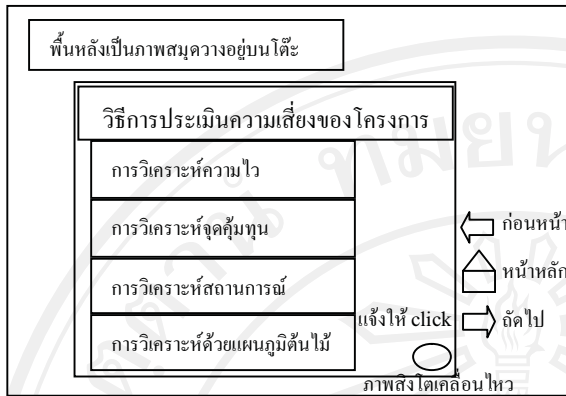 พื้นหลังเป็นภาพสมุดวางอยู่บนโต๊ะ
วิธีการประเมินความเสี่ยงของโครงการ
การวิเคราะห์ความไว
การวิเคราะห์จุดคุ้มทุน
การวิเคราะห์สถานการณ์
การวิเคราะห์ด้วยแผนภูมิต้นไม้
ก่อนหน้า
หน้าหลัก
แจ้งให้ click
ถัดไป
ภาพสิงโตเคลื่อนไหว